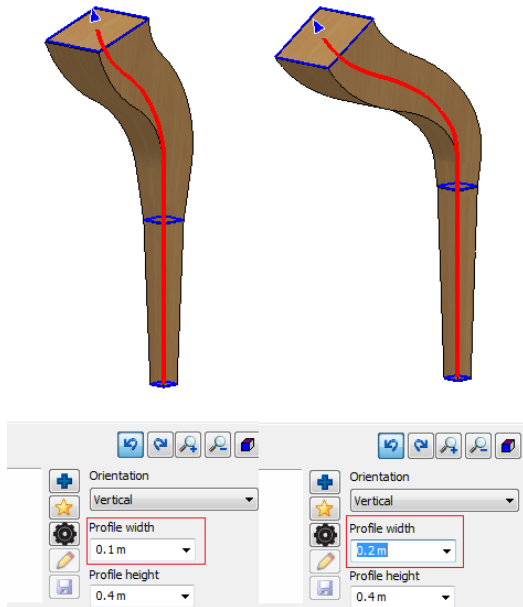 Orientation
Vertical
Profile width
0.1 m
Profile height
0.4 m
Orientation
Vertical
Profile width
0.2 m
Profile height
0.4 m